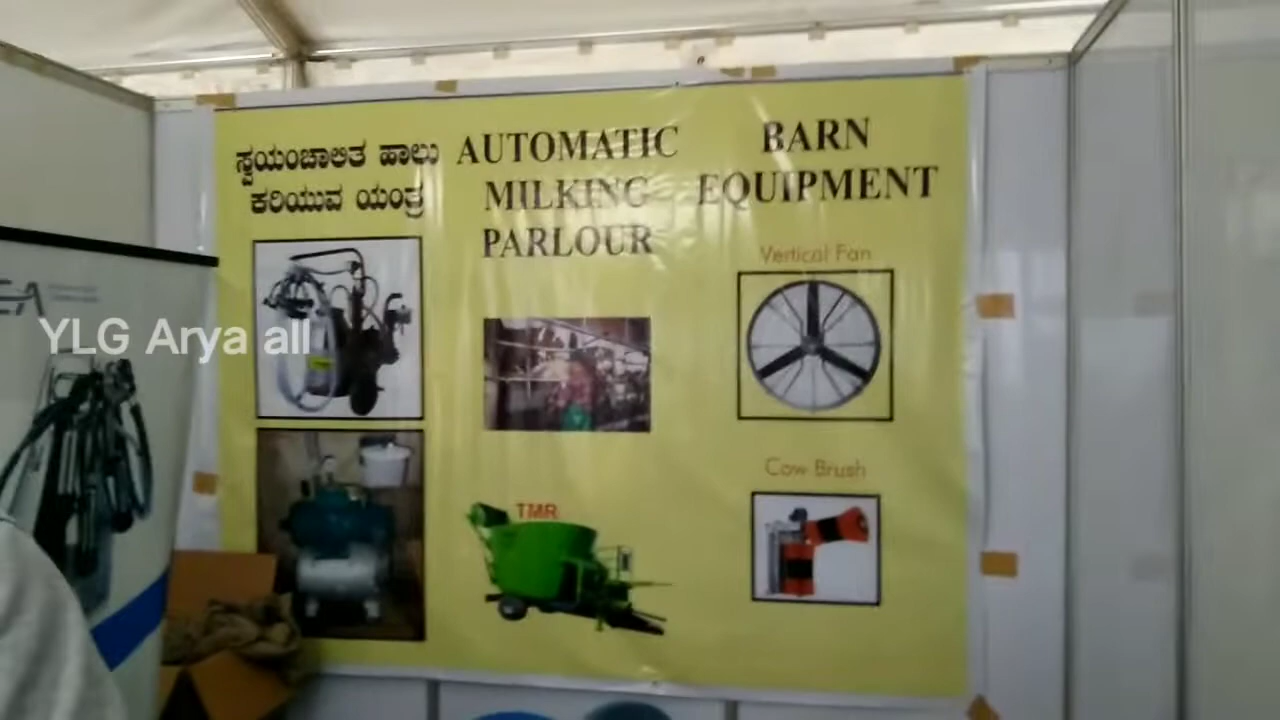 ಸ್ವಯಂಚಾಲಿತ ಹಾಲು
ಕರಿಯುವ ಯಂತ್ರ
AUTOMATIC
MILKING
PARLOUR
BARN
EQUIPMENT
Vertical Fan
Cow Brush
TMR
YLG Arya all